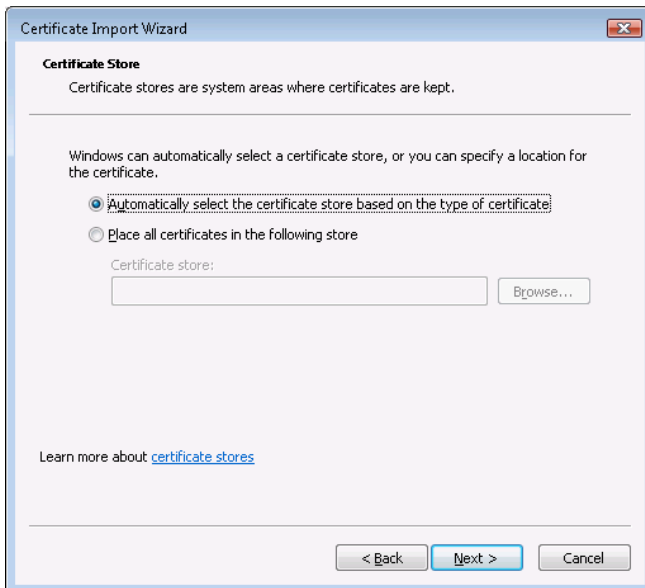 Certificate Import Wizard
Certificate Store
Certificate stores are system areas where certificates are kept.
Windows can automatically select a certificate store, or you can specify a location for
the certificate.
Automatically select the certificate store based on the type of certificate
Place all certificates in the following store
Certificate store:
Browse...
Learn more about certificate stores
< Back
Next >
Cancel